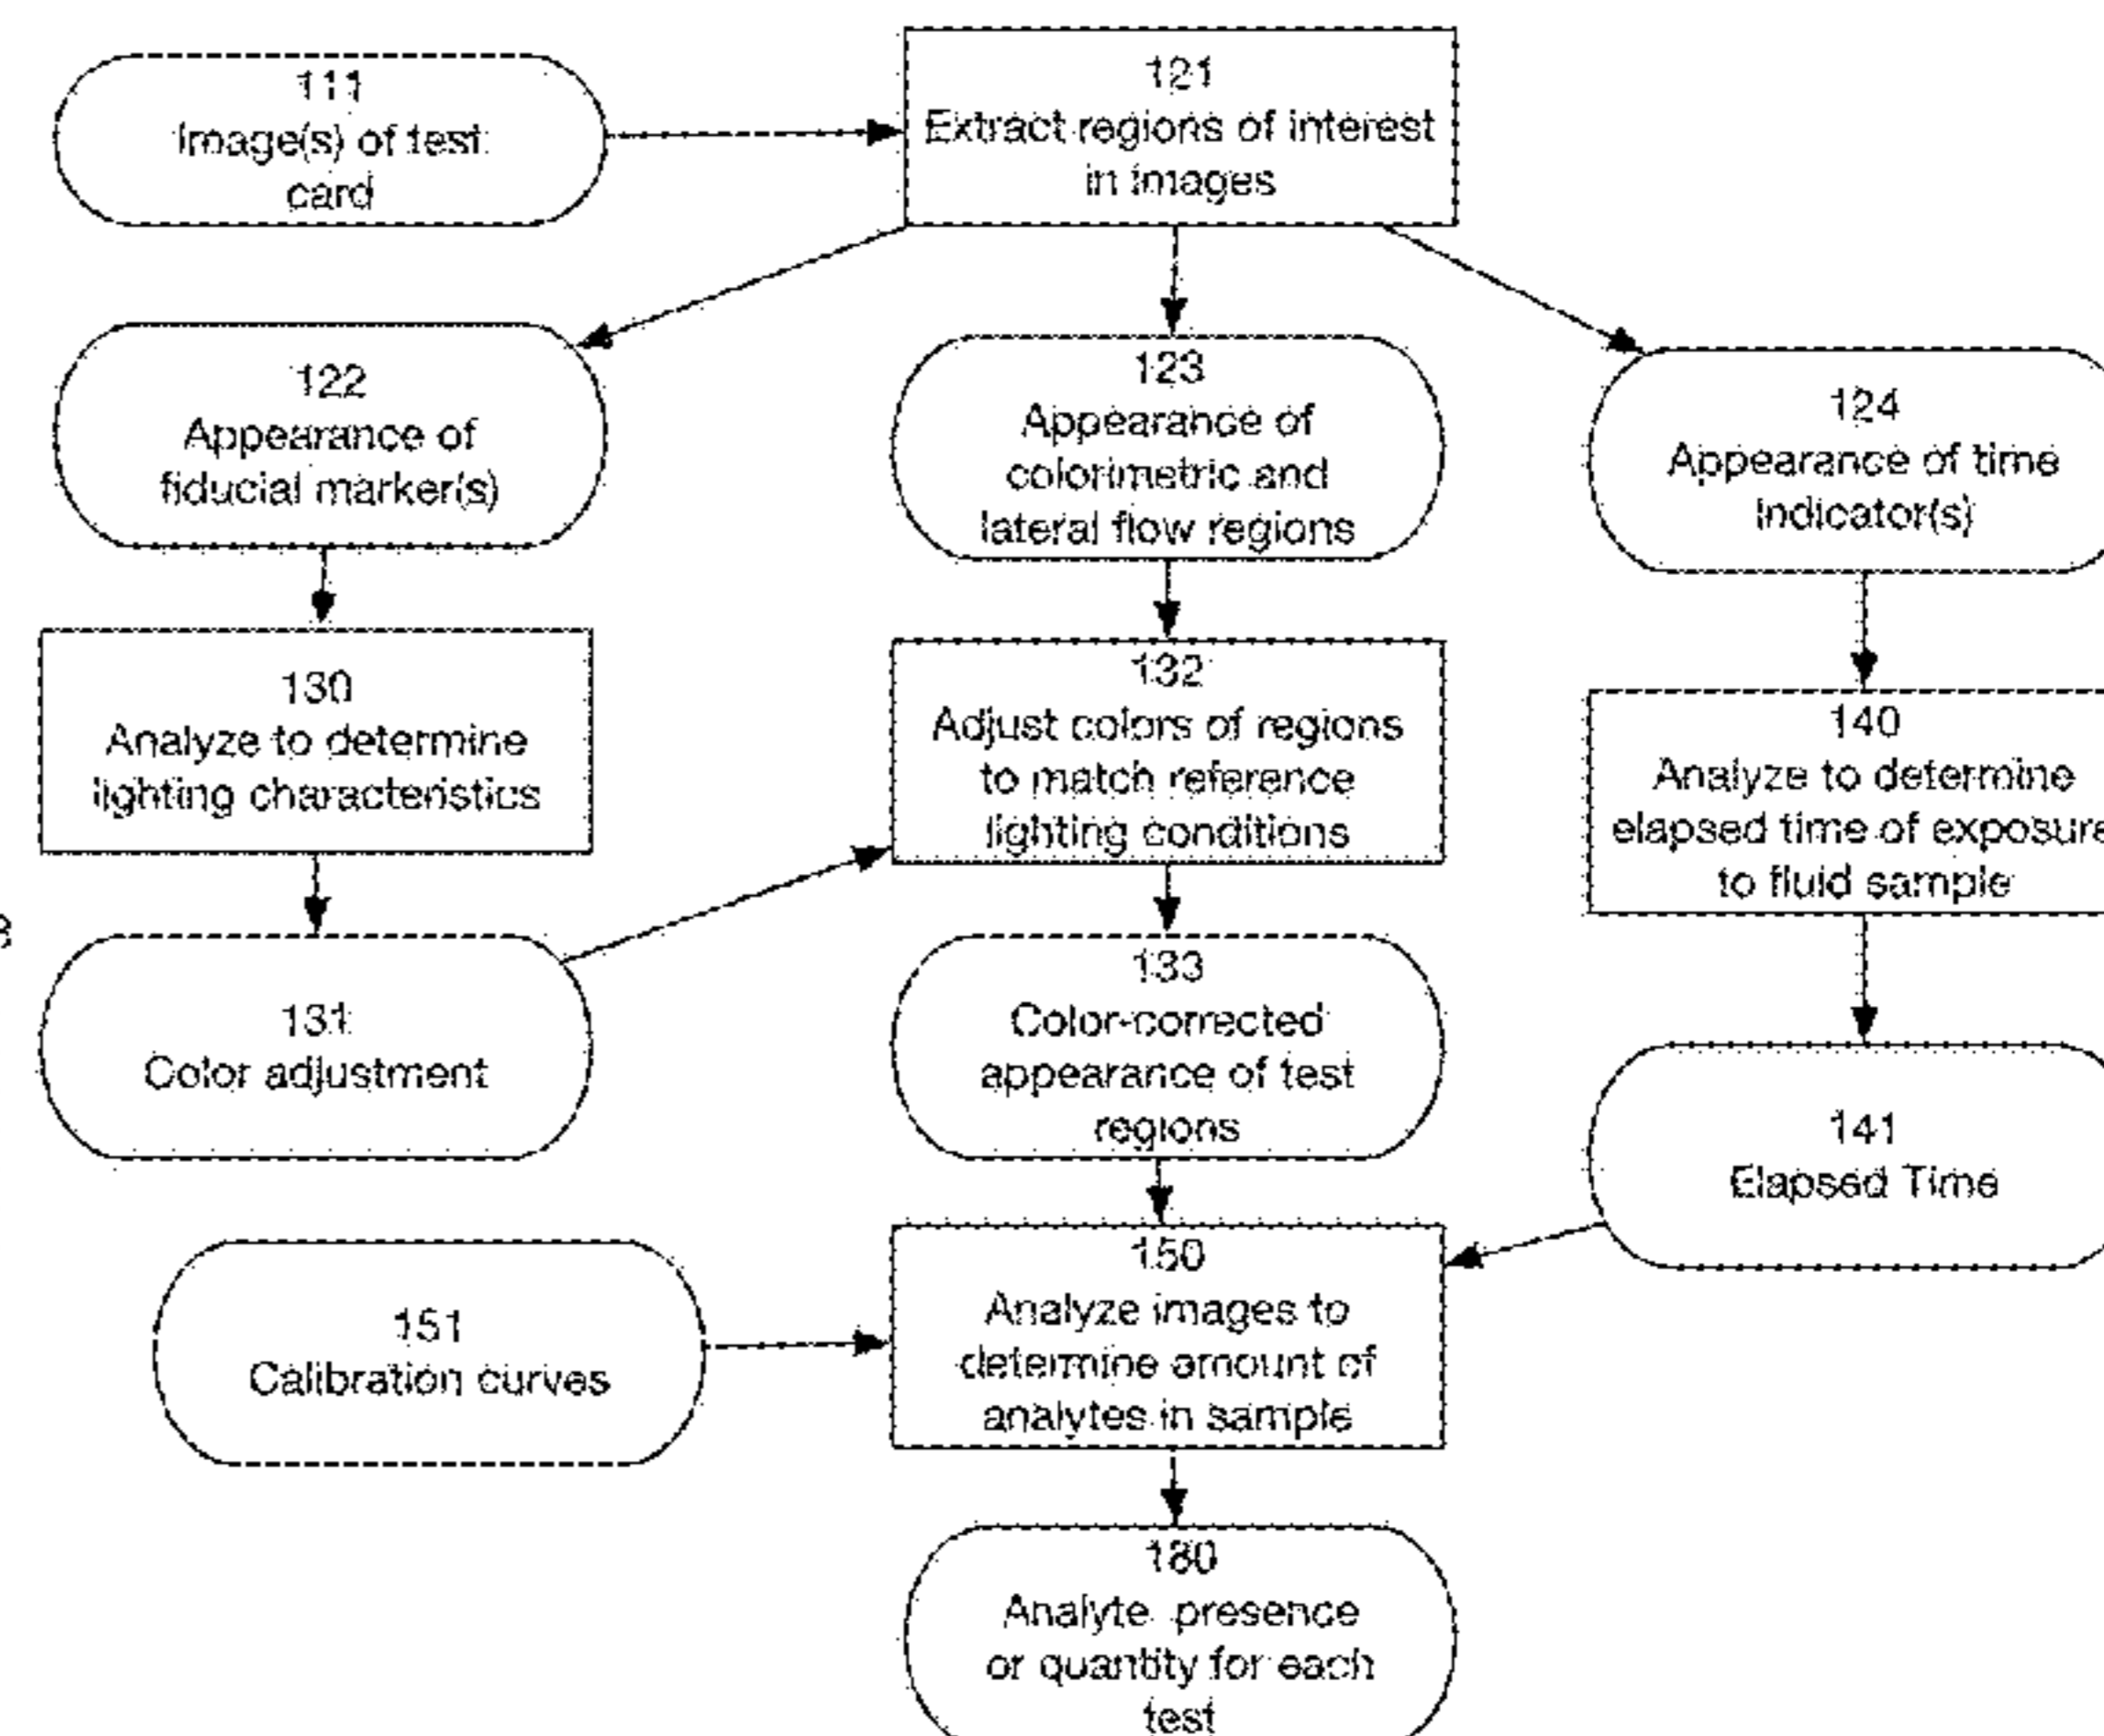 111
Image(s) of test
card
121
Extract regions of interest
in images
122
Appearance of
fiducial marker(s)
123
Appearance of
colorimetric and
lateral flow regions
124
Appearance of time
indicator(s)
130
Analyze to determine
lighting characteristics
132
Adjust colors of regions
to match reference
lighting conditions
140
Analyze to determine
elapsed time of exposure
to fluid sample
131
Color adjustment
133
Color-corrected
appearance of test
regions
141
Elapsed Time
151
Calibration curves
150
Analyze images to
determine amount of
analytes in sample
180
Analyte presence
or quantity for each
test